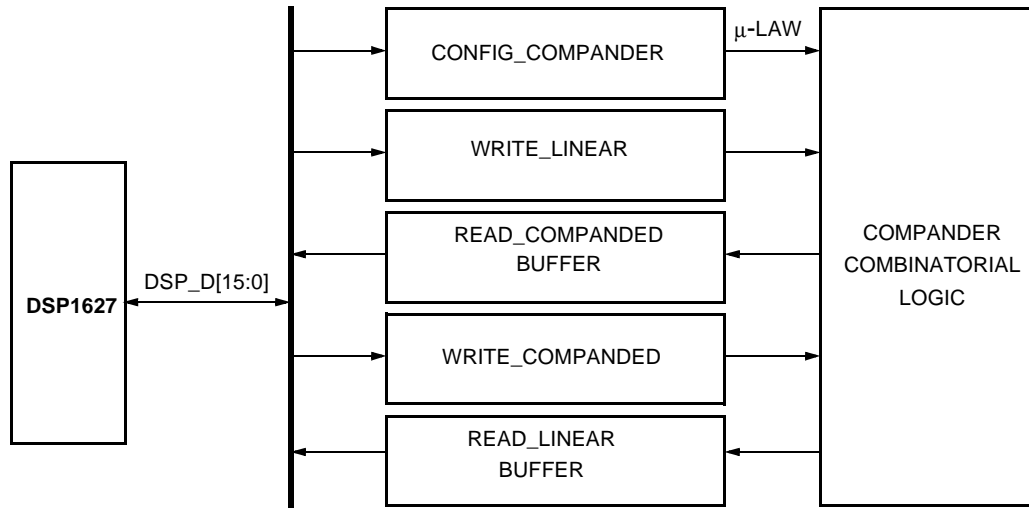 CONFIG_COMPANDER
μ-LAW
WRITE_LINEAR
READ_COMPANDED
BUFFER
COMPANDER
COMBINATORIAL
LOGIC
DSP1627
DSP_D[15:0]
WRITE_COMPANDED
READ_LINEAR
BUFFER